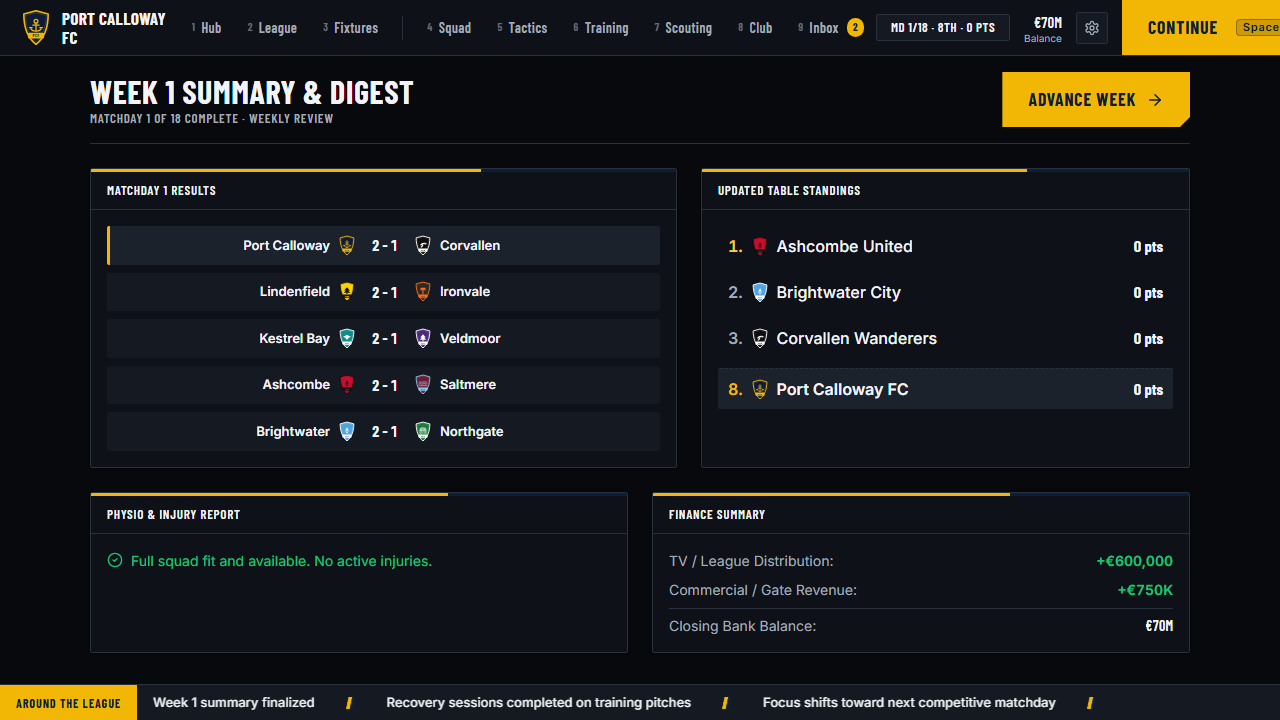 PORT CALLOWAY FC
1 Hub
2 League
3 Fixtures
4 Squad
5 Tactics
6 Training
7 Scouting
8 Club
9 Inbox 2
MD 1/18 · 8TH · 0 PTS
€70M
Balance
CONTINUE Space
WEEK 1 SUMMARY & DIGEST
MATCHDAY 1 OF 18 COMPLETE · WEEKLY REVIEW
ADVANCE WEEK →
MATCHDAY 1 RESULTS
Port Calloway 2 - 1 Corvallen
Lindenfield 2 - 1 Ironvale
Kestrel Bay 2 - 1 Veldmoor
Ashcombe 2 - 1 Saltmere
Brightwater 2 - 1 Northgate
UPDATED TABLE STANDINGS
1. Ashcombe United 0 pts
2. Brightwater City 0 pts
3. Corvallen Wanderers 0 pts
8. Port Calloway FC 0 pts
PHYSIO & INJURY REPORT
Full squad fit and available. No active injuries.
FINANCE SUMMARY
TV / League Distribution: +€600,000
Commercial / Gate Revenue: +€750K
Closing Bank Balance: €70M
AROUND THE LEAGUE
Week 1 summary finalized / Recovery sessions completed on training pitches / Focus shifts toward next competitive matchday /